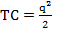 TC = q²/2